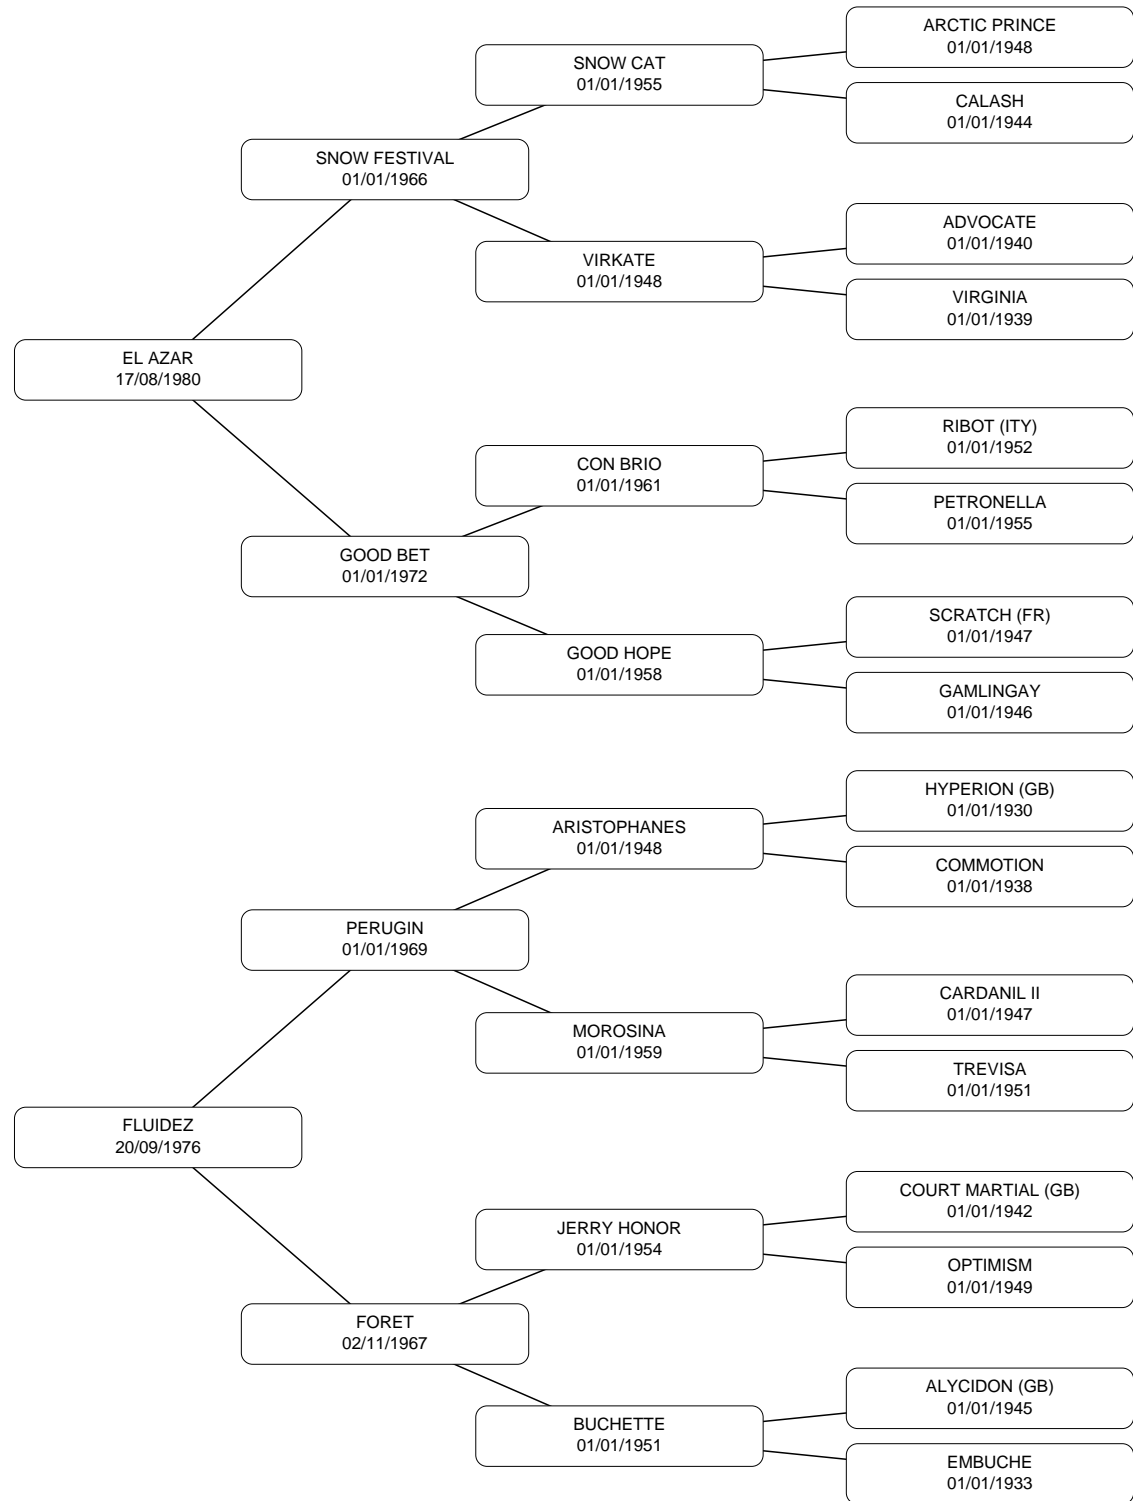 ARCTIC PRINCE
01/01/1948
SNOW CAT
01/01/1955
CALASH
01/01/1944
SNOW FESTIVAL
01/01/1966
ADVOCATE
01/01/1940
VIRKATE
01/01/1948
VIRGINIA
01/01/1939
EL AZAR
17/08/1980
RIBOT (ITY)
01/01/1952
CON BRIO
01/01/1961
PETRONELLA
01/01/1955
GOOD BET
01/01/1972
SCRATCH (FR)
01/01/1947
GOOD HOPE
01/01/1958
GAMLINGAY
01/01/1946
HYPERION (GB)
01/01/1930
ARISTOPHANES
01/01/1948
COMMOTION
01/01/1938
PERUGIN
01/01/1969
CARDANIL II
01/01/1947
MOROSINA
01/01/1959
TREVISA
01/01/1951
FLUIDEZ
20/09/1976
COURT MARTIAL (GB)
01/01/1942
JERRY HONOR
01/01/1954
OPTIMISM
01/01/1949
FORET
02/11/1967
ALYCIDON (GB)
01/01/1945
BUCHETTE
01/01/1951
EMBUCHE
01/01/1933